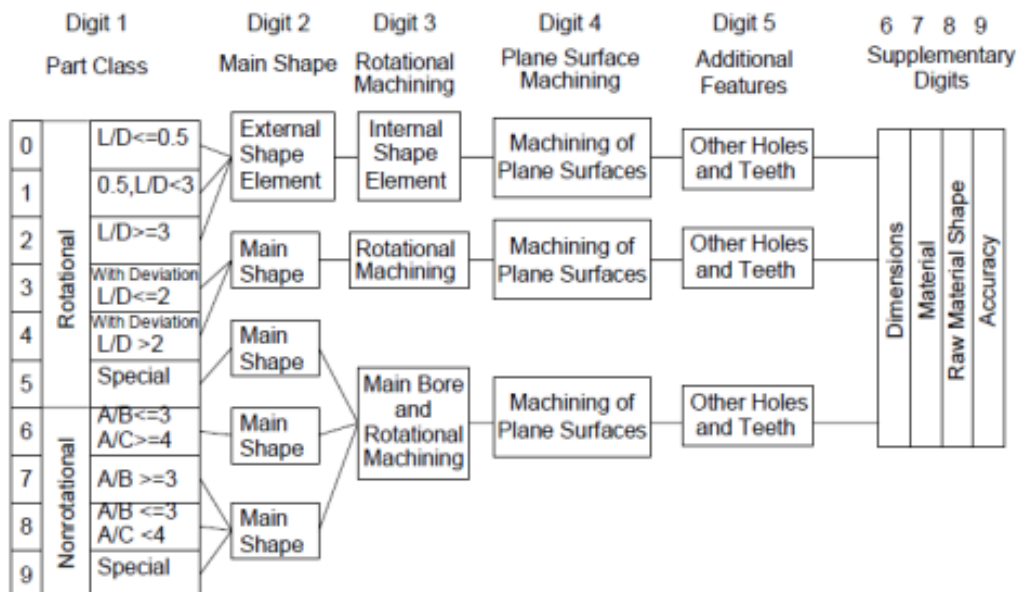 Digit 1 Digit 2 Digit 3 Digit 4 Digit 5 6 7 8 9
Part Class Main Shape Rotational Machining Plane Surface Machining Additional Features Supplementary Digits
0
1
2
3
4
5
6
7
8
9
Rotational
Nonrotational
L/D<=0.5
0.5,L/D<3
L/D>=3
With Deviation
L/D<=2
With Deviation
L/D >2
Special
A/B<=3
A/C>=4
A/B >=3
A/B <=3
A/C <4
Special
External
Shape
Element
Main
Shape
Main
Shape
Main
Shape
Main
Shape
Internal
Shape
Element
Rotational
Machining
Main Bore
and
Rotational
Machining
Machining of
Plane Surfaces
Machining of
Plane Surfaces
Machining of
Plane Surfaces
Other Holes
and Teeth
Other Holes
and Teeth
Other Holes
and Teeth
Dimensions
Material
Raw Material Shape
Accuracy